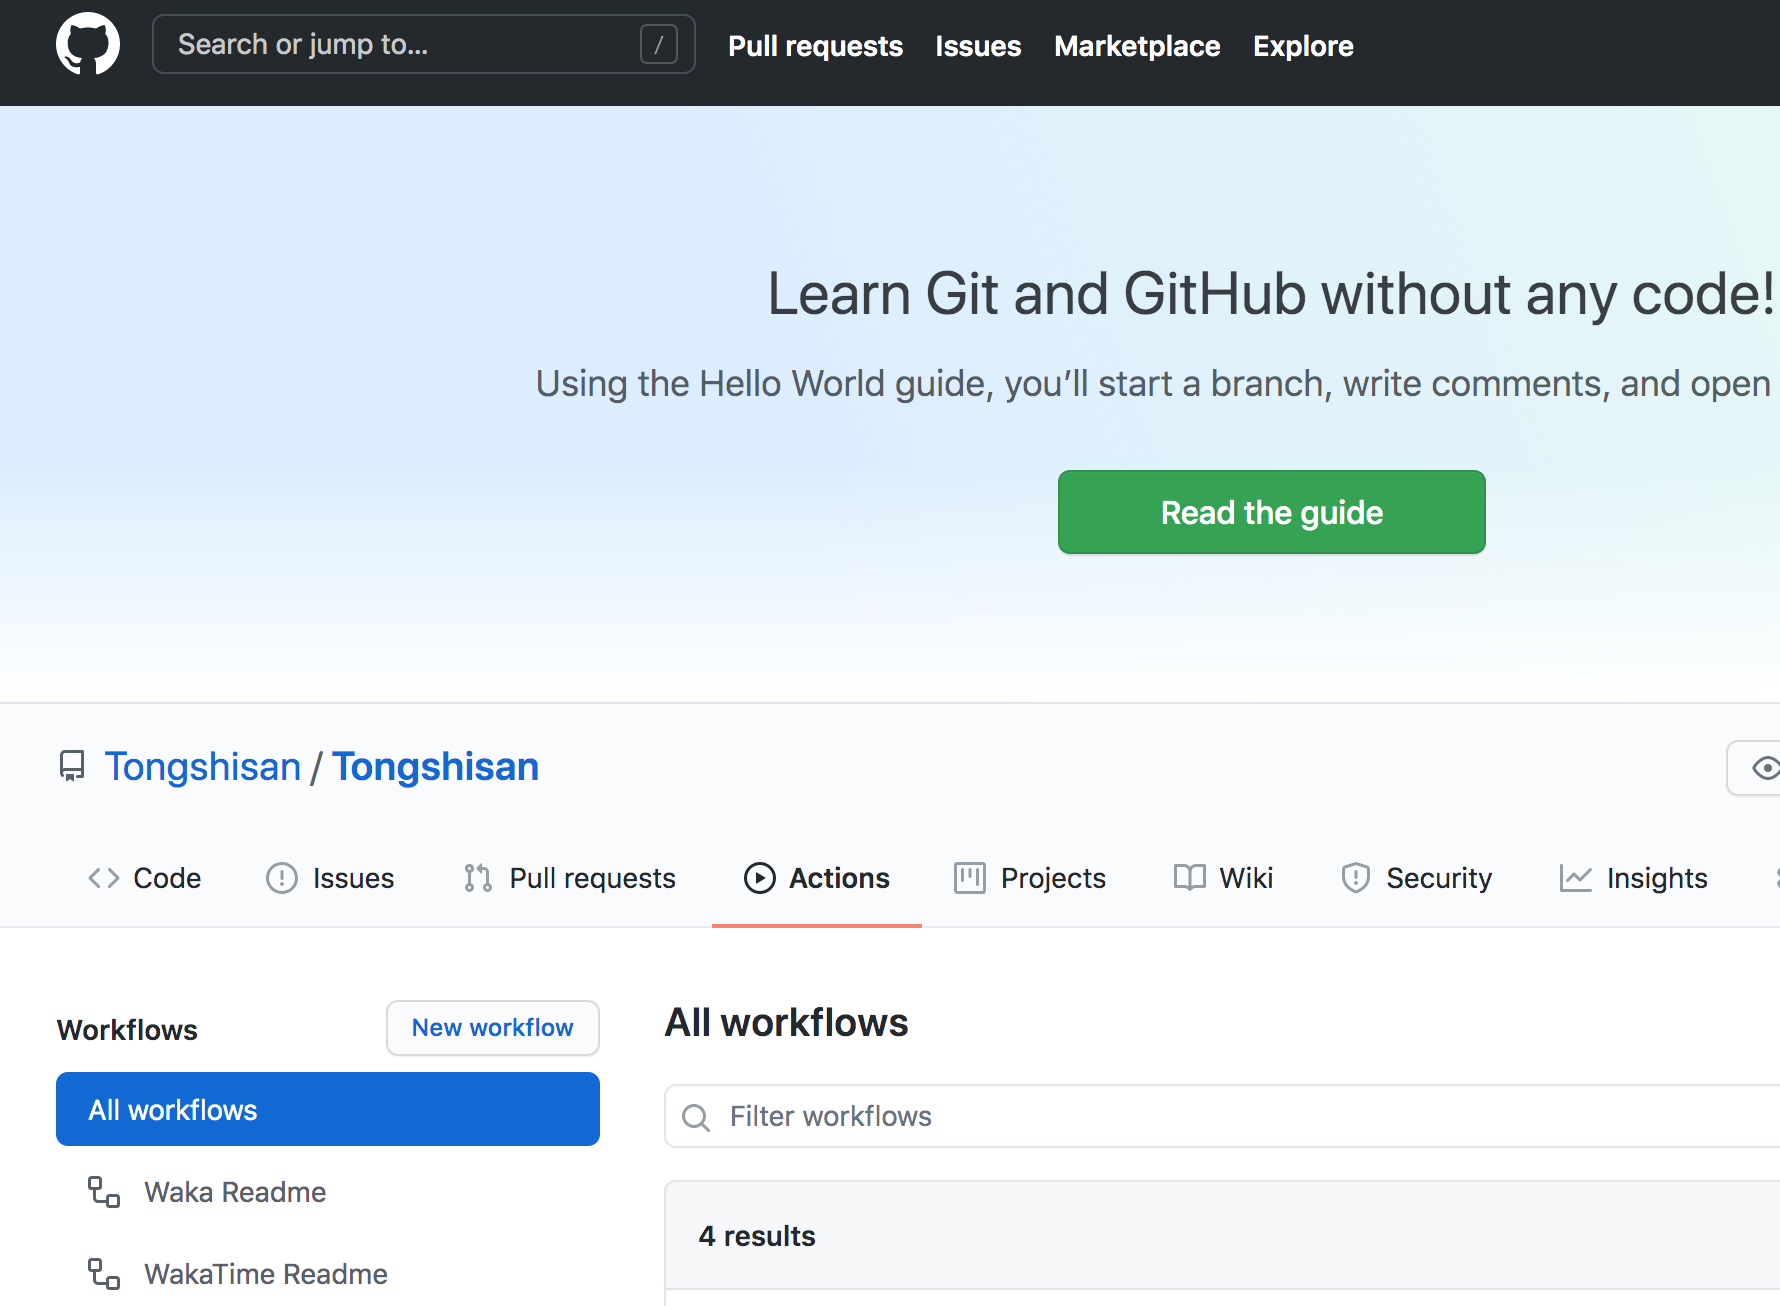 Search or jump to... /
Pull requests Issues Marketplace Explore
Learn Git and GitHub without any code!
Using the Hello World guide, you’ll start a branch, write comments, and open
Read the guide
Tongshisan / Tongshisan
Code Issues Pull requests Actions Projects Wiki Security Insights
Workflows
New workflow
All workflows
Waka Readme
WakaTime Readme
All workflows
Filter workflows
4 results